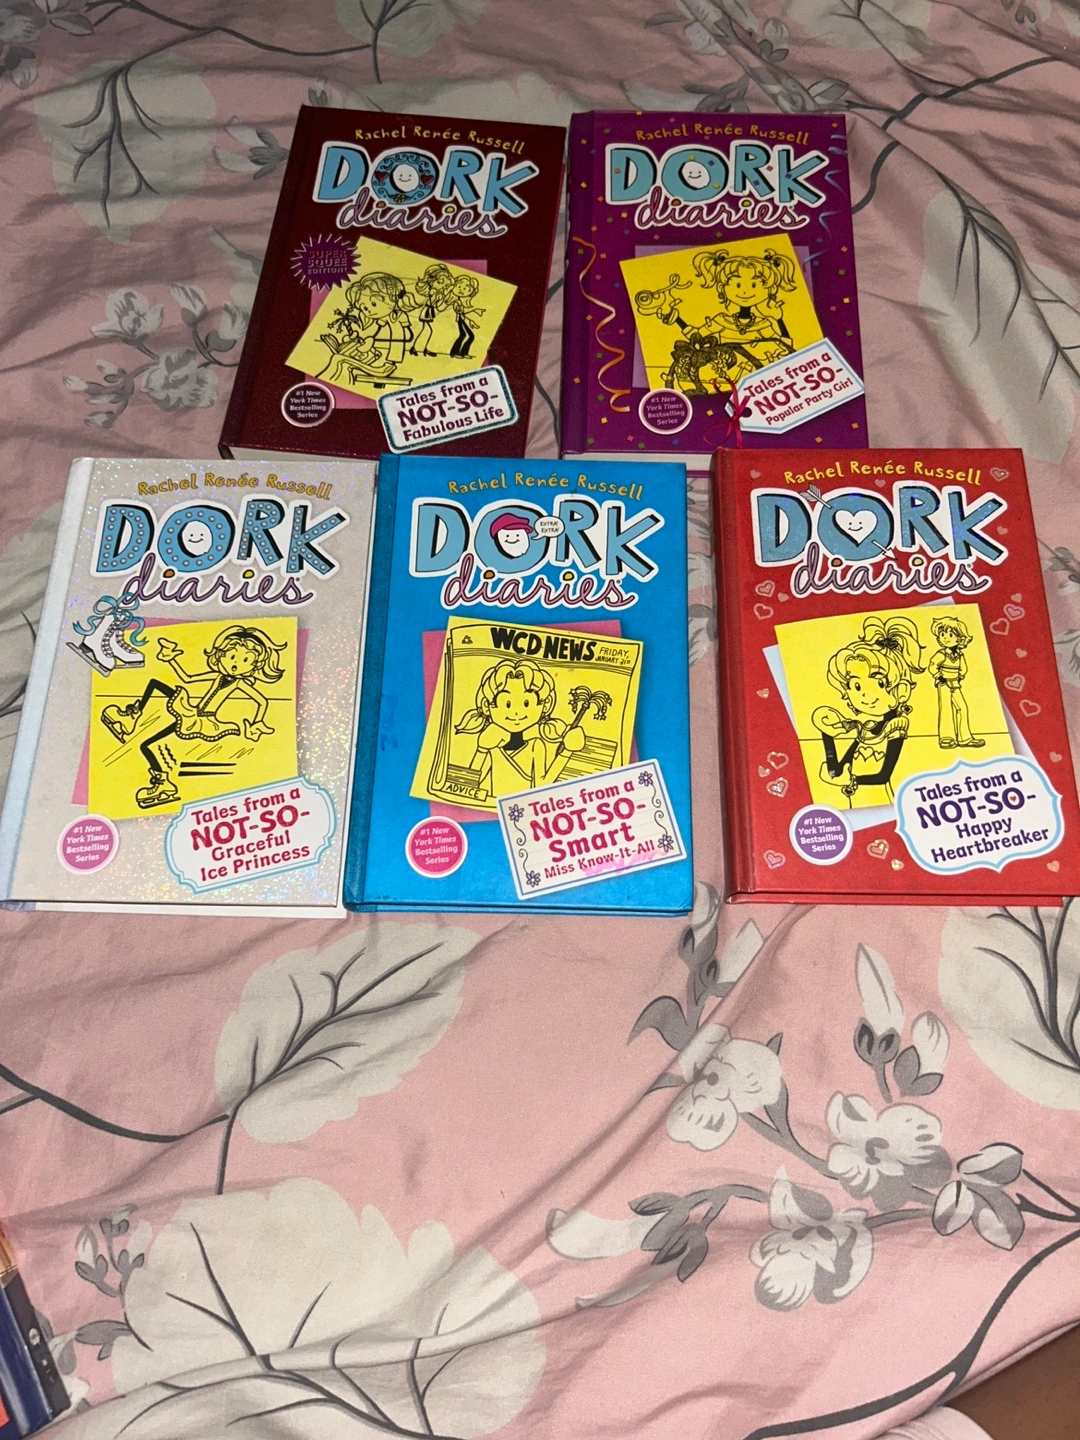 Rachel Renée Russell
DORK
diaries
SUPER
SQUEE
EDITION!
#1 New
York Times
Bestselling
Series
Tales from a
NOT-SO-
Fabulous Life
Rachel Renée Russell
DORK
diaries
#1 New
York Times
Bestselling
Series
Tales from a
NOT-SO-
Popular Party Girl
Rachel Renée Russell
DORK
diaries
#1 New
York Times
Bestselling
Series
Tales from a
NOT-SO-
Graceful
Ice Princess
Rachel Renée Russell
DORK
EXTRA!
EXTRA!
diaries
WCD NEWS
FRIDAY,
JANUARY 31st
ADVICE
#1 New
York Times
Bestselling
Series
Tales from a
NOT-SO-
Smart
Miss Know-It-All
Rachel Renée Russell
DORK
diaries
#1 New
York Times
Bestselling
Series
Tales from a
NOT-SO-
Happy
Heartbreaker